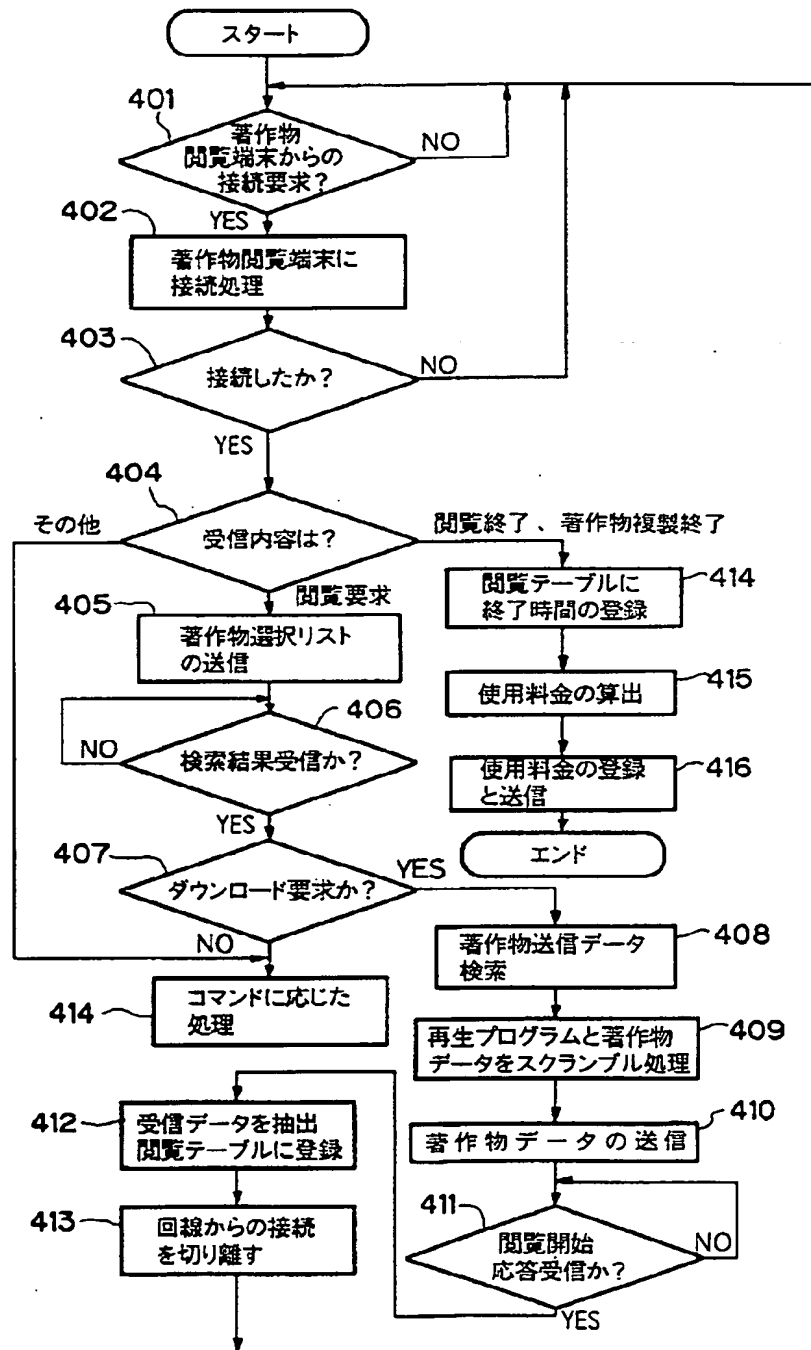 スタート
401
著作物
閲覧端末からの
接続要求？
NO
YES
402
著作物閲覧端末に
接続処理
403
接続したか？
NO
YES
404
その他
受信内容は？
閲覧終了、著作物複製終了
閲覧要求
405
著作物選択リスト
の送信
414
閲覧テーブルに
終了時間の登録
415
使用料金の算出
406
NO
検索結果受信か？
YES
416
使用料金の登録
と送信
エンド
407
ダウンロード要求か？
YES
NO
414
コマンドに応じた
処理
408
著作物送信データ
検索
409
再生プログラムと著作物
データをスクランブル処理
410
著作物データの送信
411
閲覧開始
応答受信か？
NO
YES
412
受信データを抽出
閲覧テーブルに登録
413
回線からの接続
を切り離す